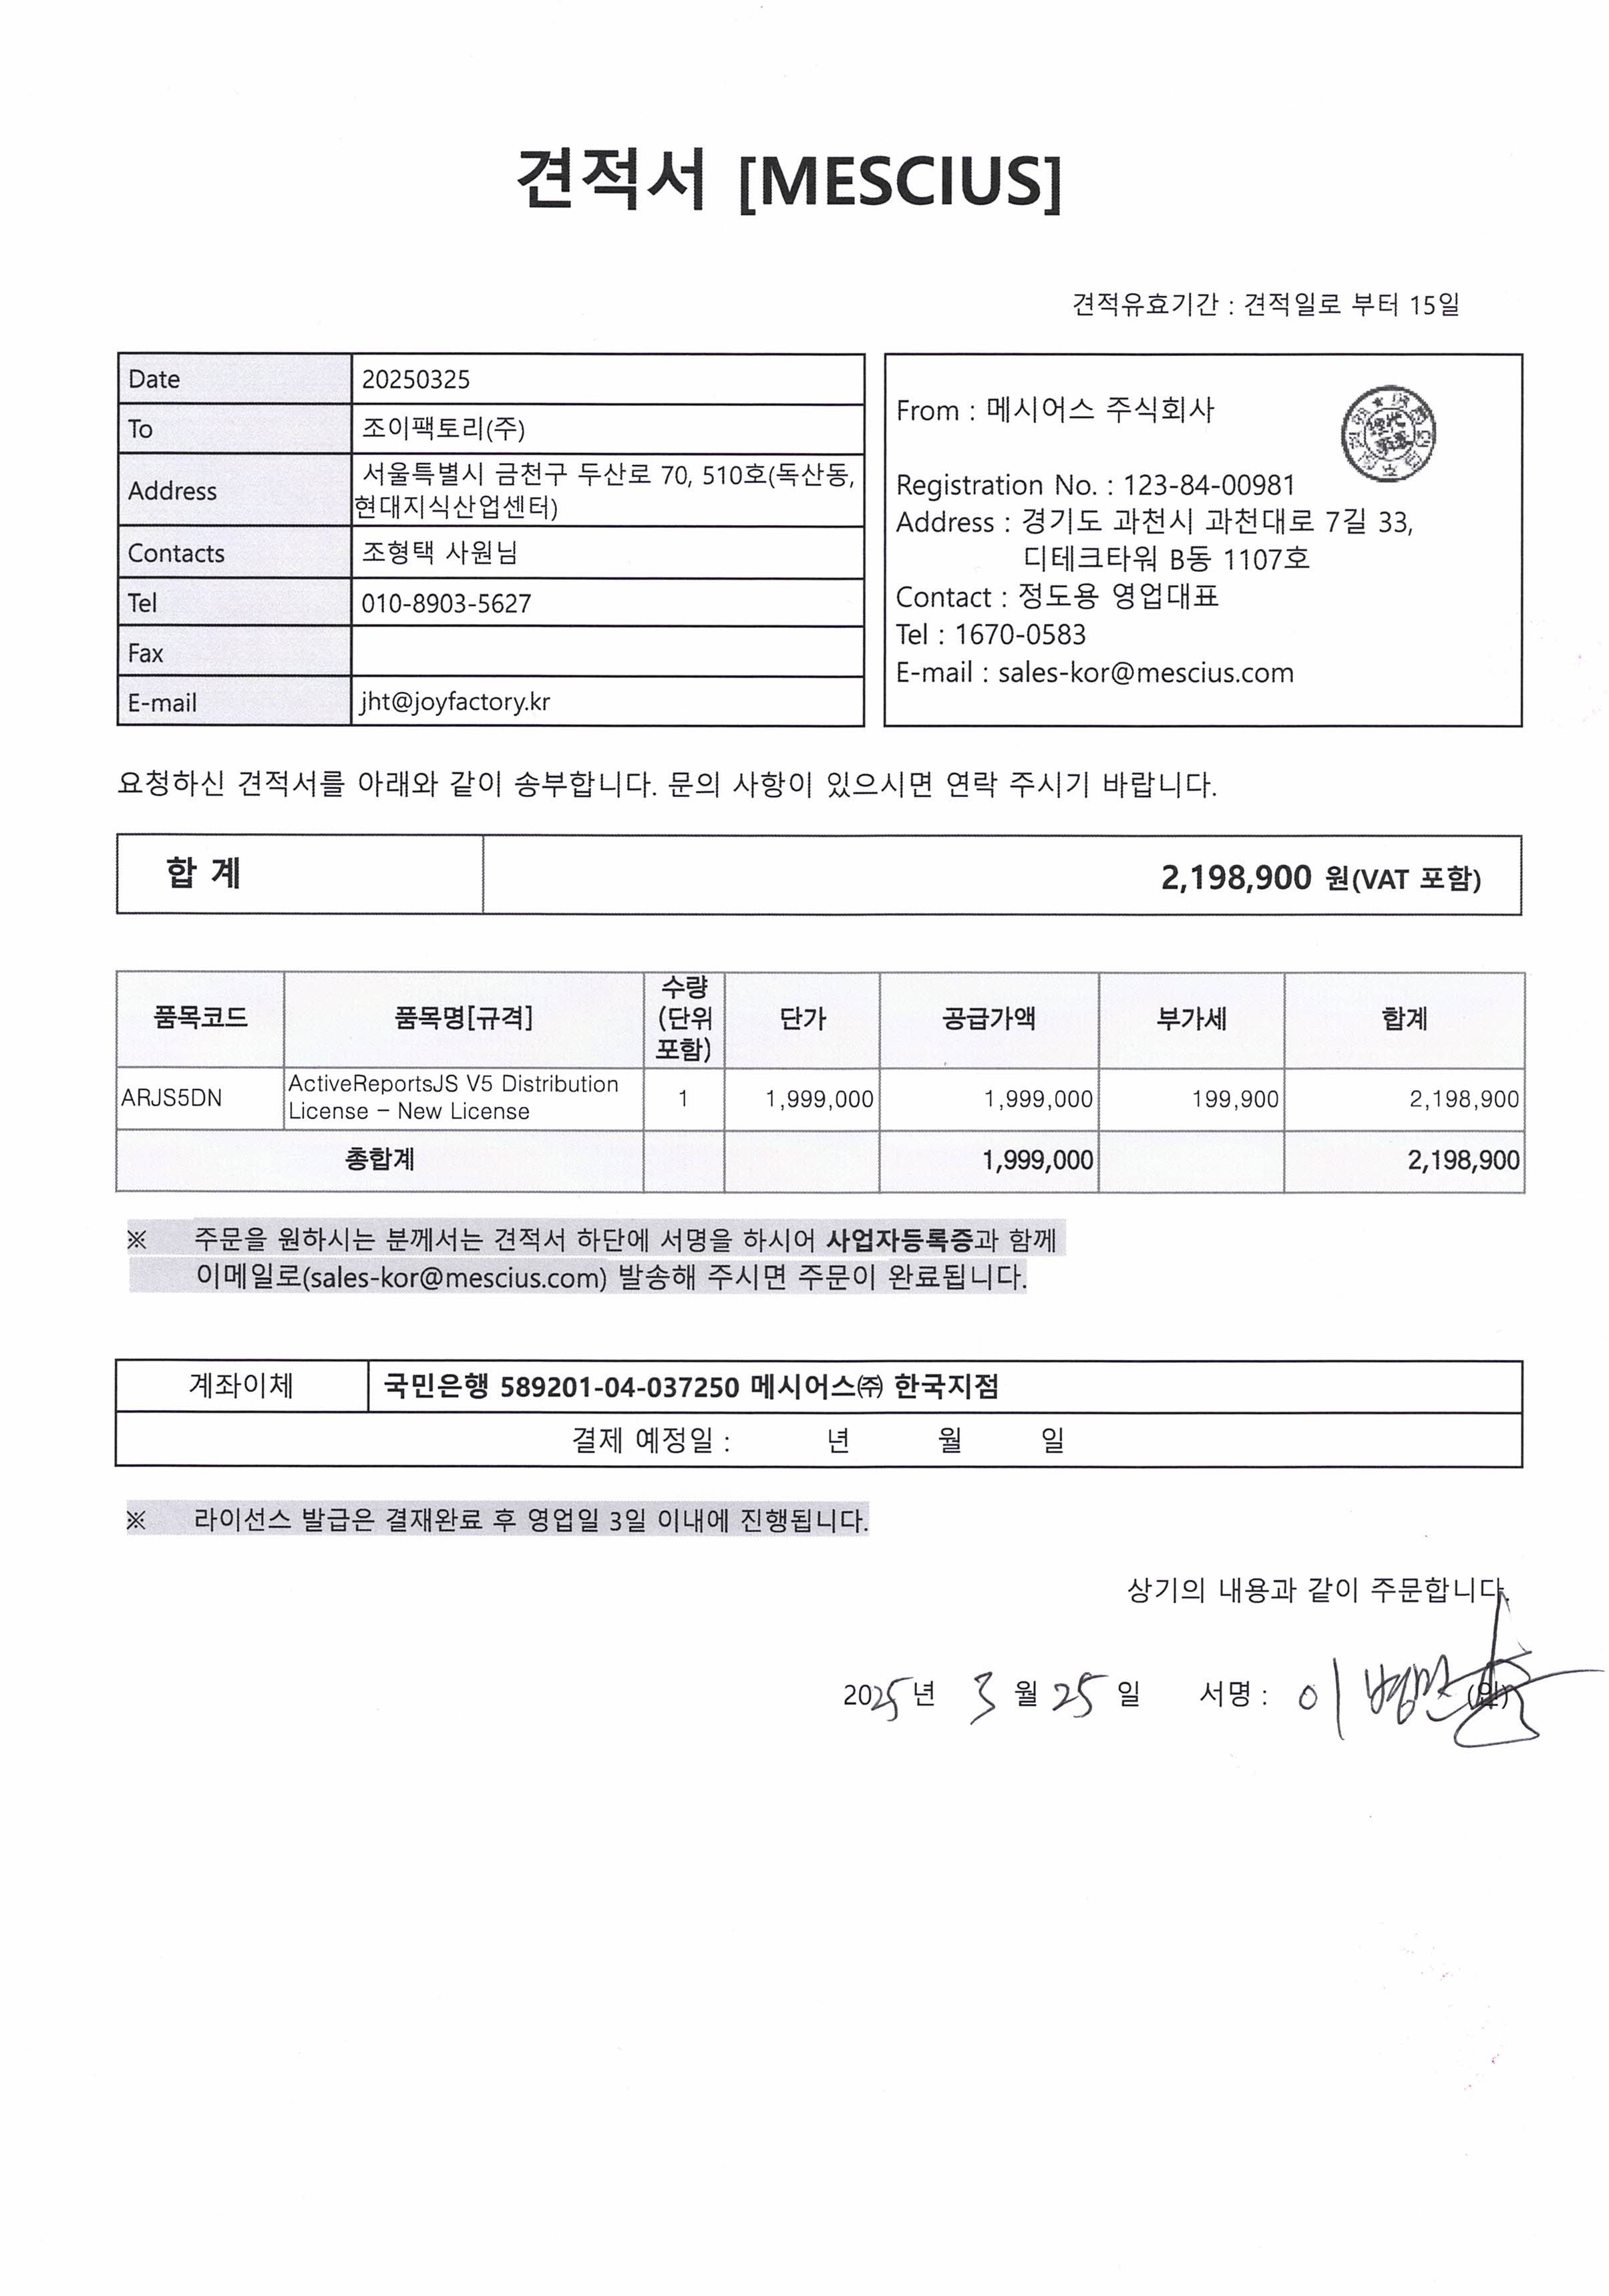 견적서 [MESCIUS]
견적유효기간 : 견적일로 부터 15일
Date 20250325
To 조이팩토리(주)
Address 서울특별시 금천구 두산로 70, 510호(독산동,
현대지식산업센터)
Contacts 조형택 사원님
Tel 010-8903-5627
Fax
E-mail jht@joyfactory.kr
From : 메시어스 주식회사
Registration No. : 123-84-00981
Address : 경기도 과천시 과천대로 7길 33,
디테크타워 B동 1107호
Contact : 정도용 영업대표
Tel : 1670-0583
E-mail : sales-kor@mescius.com
요청하신 견적서를 아래와 같이 송부합니다. 문의 사항이 있으시면 연락 주시기 바랍니다.
합 계 2,198,900 원(VAT 포함)
품목코드 품목명[규격] 수량 (단위 포함) 단가 공급가액 부가세 합계
ARJS5DN ActiveReportsJS V5 Distribution License – New License 1 1,999,000 1,999,000 199,900 2,198,900
총합계 1,999,000 2,198,900
※ 주문을 원하시는 분께서는 견적서 하단에 서명을 하시어 사업자등록증과 함께
이메일로(sales-kor@mescius.com) 발송해 주시면 주문이 완료됩니다.
계좌이체 국민은행 589201-04-037250 메시어스㈜ 한국지점
결제 예정일 : 년 월 일
※ 라이선스 발급은 결재완료 후 영업일 3일 이내에 진행됩니다.
상기의 내용과 같이 주문합니다.
2025년 3월 25일 서명 : 이 (인)